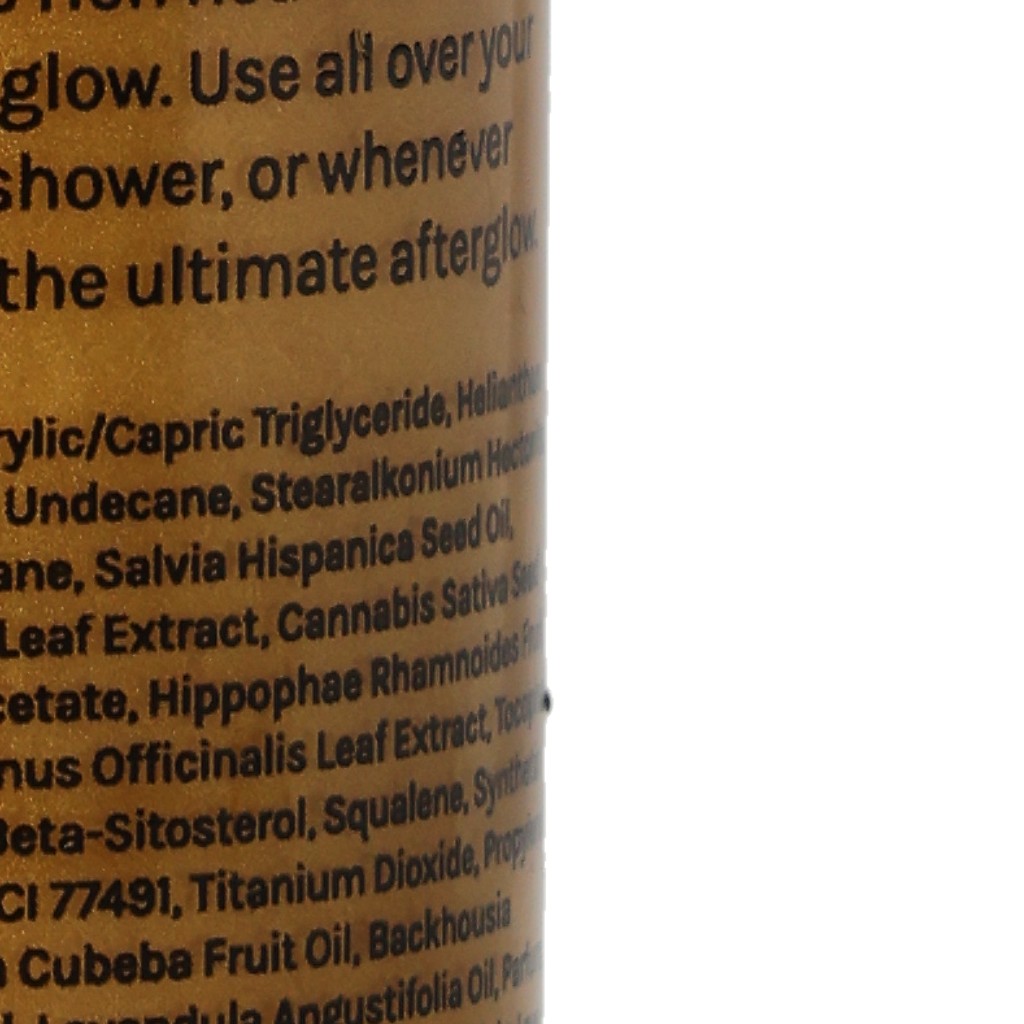 glow. Use all over your
shower, or whenever
the ultimate afterglow.
rylic/Capric Triglyceride,
Undecane, Stearalkonium
ane, Salvia Hispanica Seed Oil,
Leaf Extract, Cannabis Sativa Seed
cetate, Hippophae Rhamnoides
nus Officinalis Leaf Extract,
Beta-Sitosterol, Squalene,
CI 77491, Titanium Dioxide,
Cubeba Fruit Oil, Backhousia
Lavandula Angustifolia Oil,